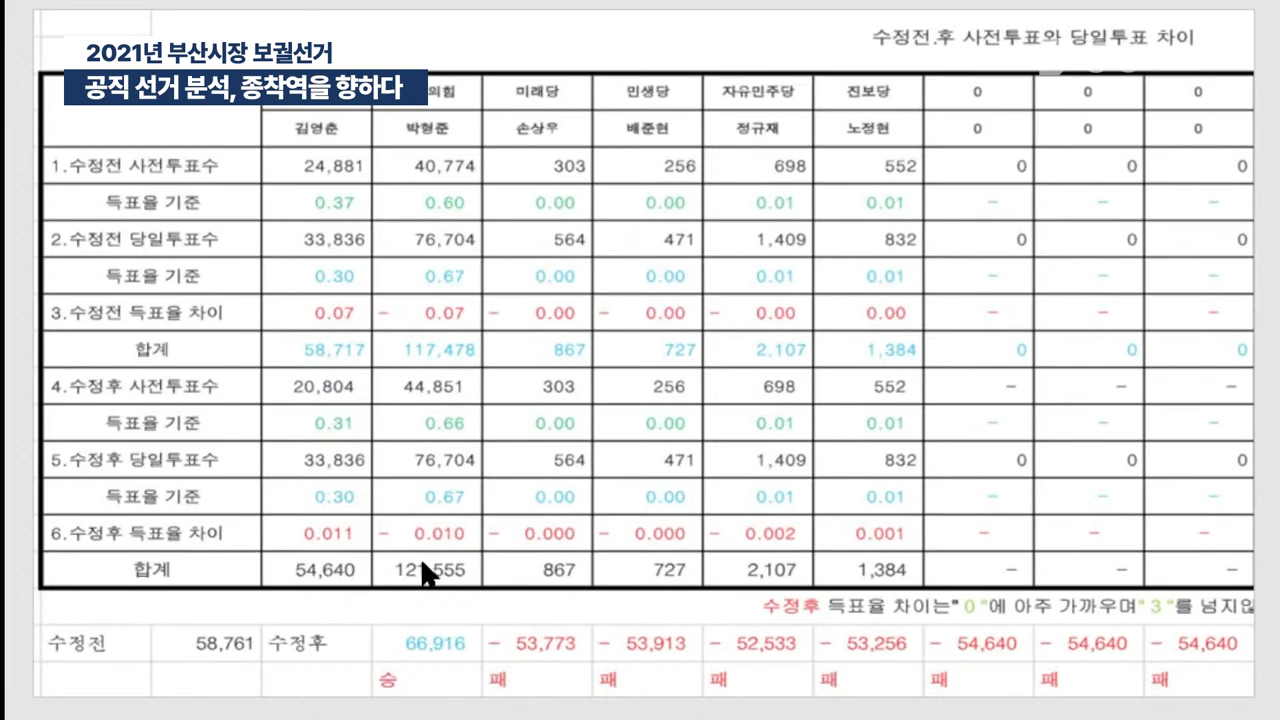 수정전.후 사전투표와 당일투표 차이
2021년 부산시장 보궐선거
공직 선거 분석, 종착역을 향하다
의힘 미래당 민생당 자유민주당 진보당 0 0 0
김영춘 박형준 손상우 배준현 정규재 노정현 0 0 0
1.수정전 사전투표수 24,881 40,774 303 256 698 552 0 0 0
득표율 기준 0.37 0.60 0.00 0.00 0.01 0.01 - - -
2.수정전 당일투표수 33,836 76,704 564 471 1,409 832 0 0 0
득표율 기준 0.30 0.67 0.00 0.00 0.01 0.01 - - -
3.수정전 득표율 차이 0.07 - 0.07 - 0.00 - 0.00 - 0.00 0.00 - - -
합계 58,717 117,478 867 727 2,107 1,384 0 0 0
4.수정후 사전투표수 20,804 44,851 303 256 698 552 - - -
득표율 기준 0.31 0.66 0.00 0.00 0.01 0.01 - - -
5.수정후 당일투표수 33,836 76,704 564 471 1,409 832 0 0 0
득표율 기준 0.30 0.67 0.00 0.00 0.01 0.01 - - -
6.수정후 득표율 차이 0.011 - 0.010 - 0.000 - 0.000 - 0.002 0.001 - - -
합계 54,640 867 727 2,107 1,384 - - -
수정후 득표율 차이는"0"에 아주 가까우며"3"를 넘지않
수정전 58,761 수정후 66,916 - 53,773 - 53,913 - 52,533 - 53,256 - 54,640 - 54,640 - 54,640
승 패 패 패 패 패 패 패